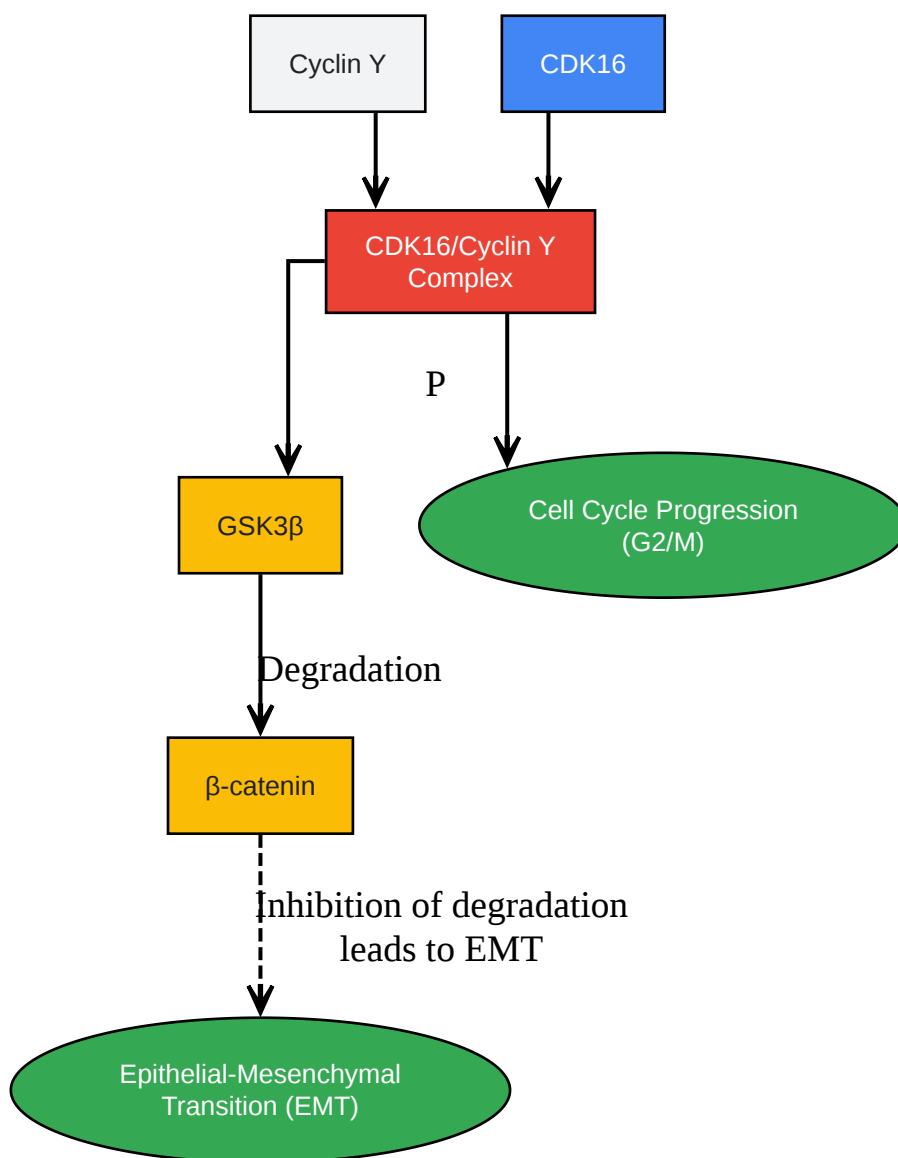 Cyclin Y
CDK16
CDK16/Cyclin Y
Complex
P
GSK3β
Cell Cycle Progression
(G2/M)
Degradation
β-catenin
Inhibition of degradation
leads to EMT
Epithelial-Mesenchymal
Transition (EMT)